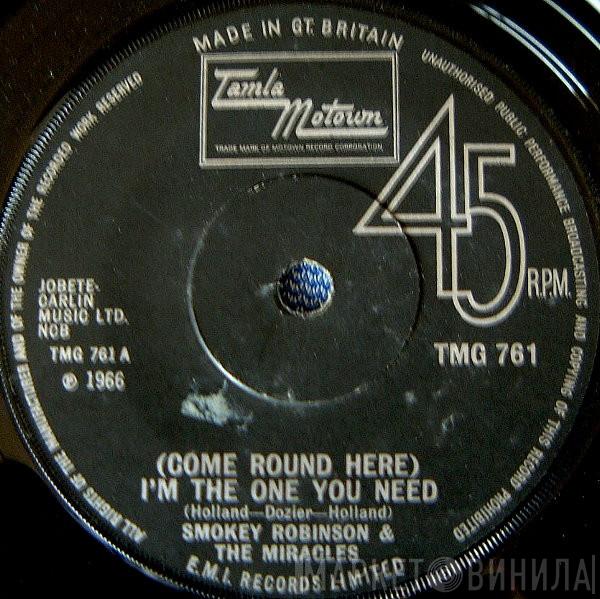 MADE IN GT. BRITAIN
UNAUTHORISED PUBLIC PERFORMANCE BROADCASTING AND COPYING OF THIS RECORD PROHIBITED
ALL RIGHTS OF THE MANUFACTURER AND OF THE OWNER OF THE RECORDED WORK RESERVED
Tamla
Motown
TRADE MARK OF MOTOWN RECORD CORPORATION
45
R.P.M.
JOBETE-
CARLIN
MUSIC LTD.
NCB
TMG 761 A
℗ 1966
TMG 761
(COME ROUND HERE)
I'M THE ONE YOU NEED
(Holland—Dozier—Holland)
SMOKEY ROBINSON &
THE MIRACLES
E.M.I. RECORDS LIMITED
МАРКЕТ ВИНИЛА